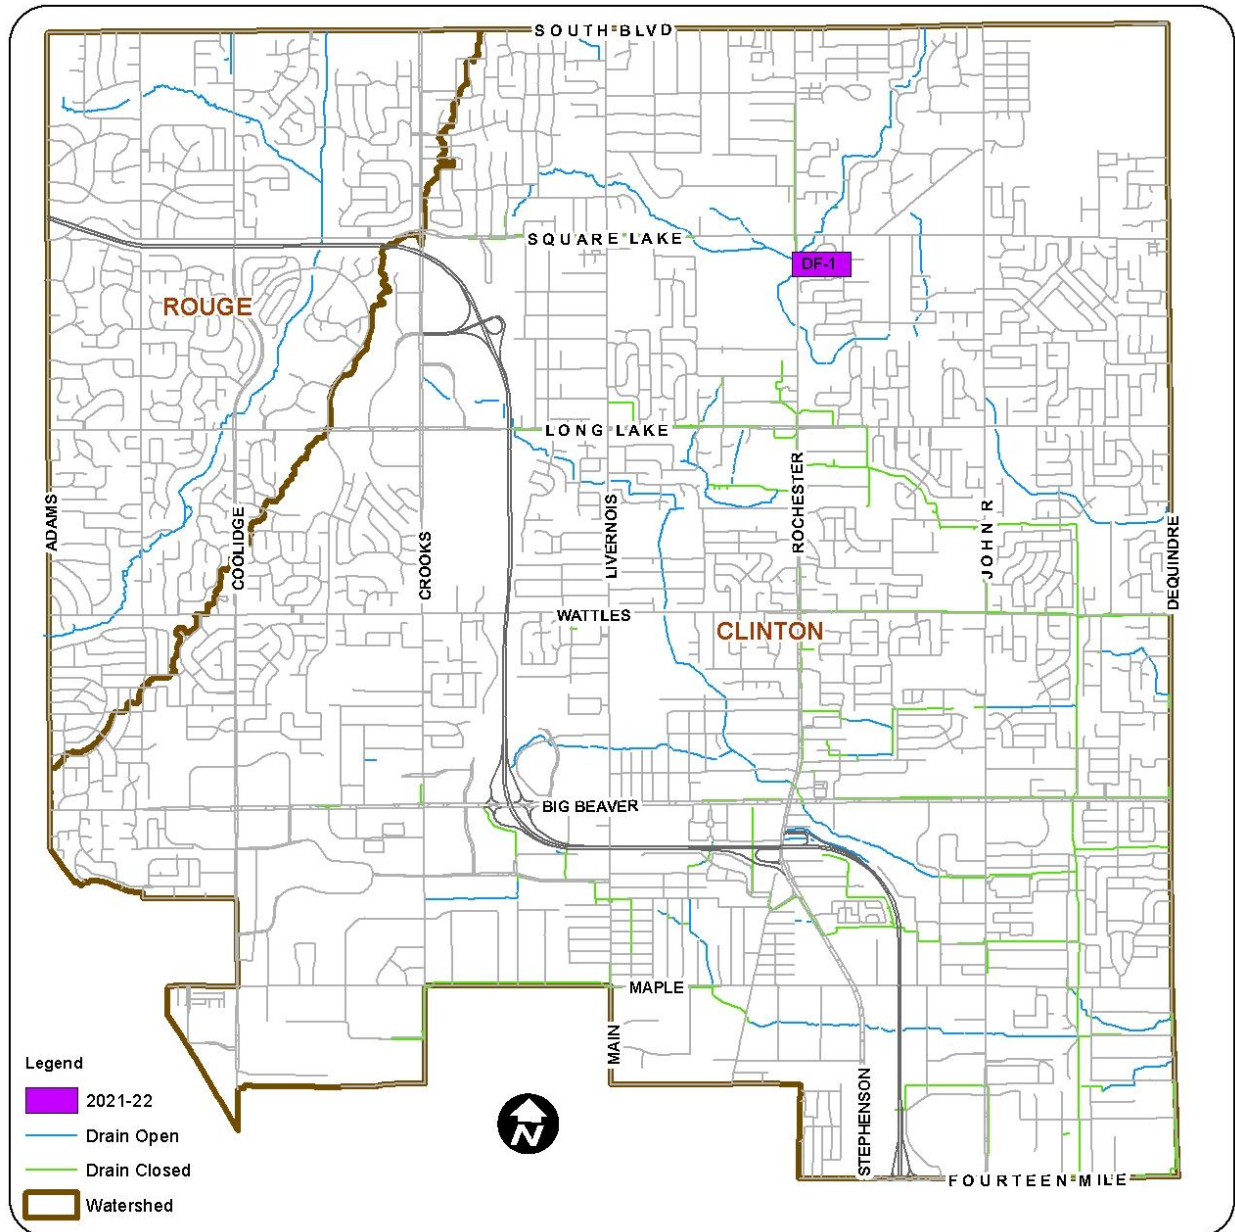 SOUTH BLVD
SQUARE LAKE
DF-1
ROUGE
LONG LAKE
ADAMS
COOLIDGE
CROOKS
LIVERNOIS
ROCHESTER
JOHN R
DEQUINDRE
WATTLES
CLINTON
BIG BEAVER
MAPLE
MAIN
STEPHENSON
FOURTEEN MILE
N
Legend
2021-22
Drain Open
Drain Closed
Watershed